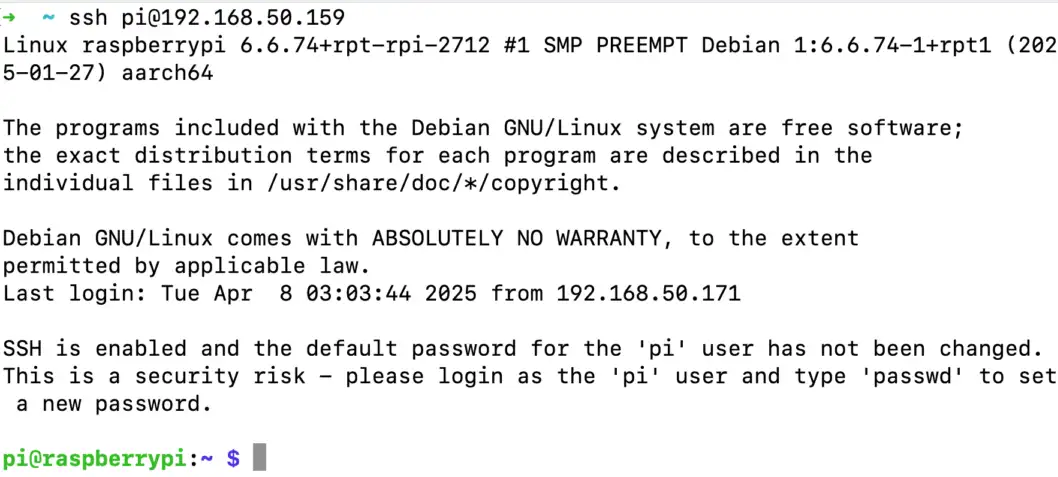 →  ~ ssh pi@192.168.50.159
Linux raspberrypi 6.6.74+rpt-rpi-2712 #1 SMP PREEMPT Debian 1:6.6.74-1+rpt1 (202
5-01-27) aarch64
The programs included with the Debian GNU/Linux system are free software;
the exact distribution terms for each program are described in the
individual files in /usr/share/doc/*/copyright.
Debian GNU/Linux comes with ABSOLUTELY NO WARRANTY, to the extent
permitted by applicable law.
Last login: Tue Apr  8 03:03:44 2025 from 192.168.50.171
SSH is enabled and the default password for the 'pi' user has not been changed.
This is a security risk - please login as the 'pi' user and type 'passwd' to set
 a new password.
pi@raspberrypi:~ $